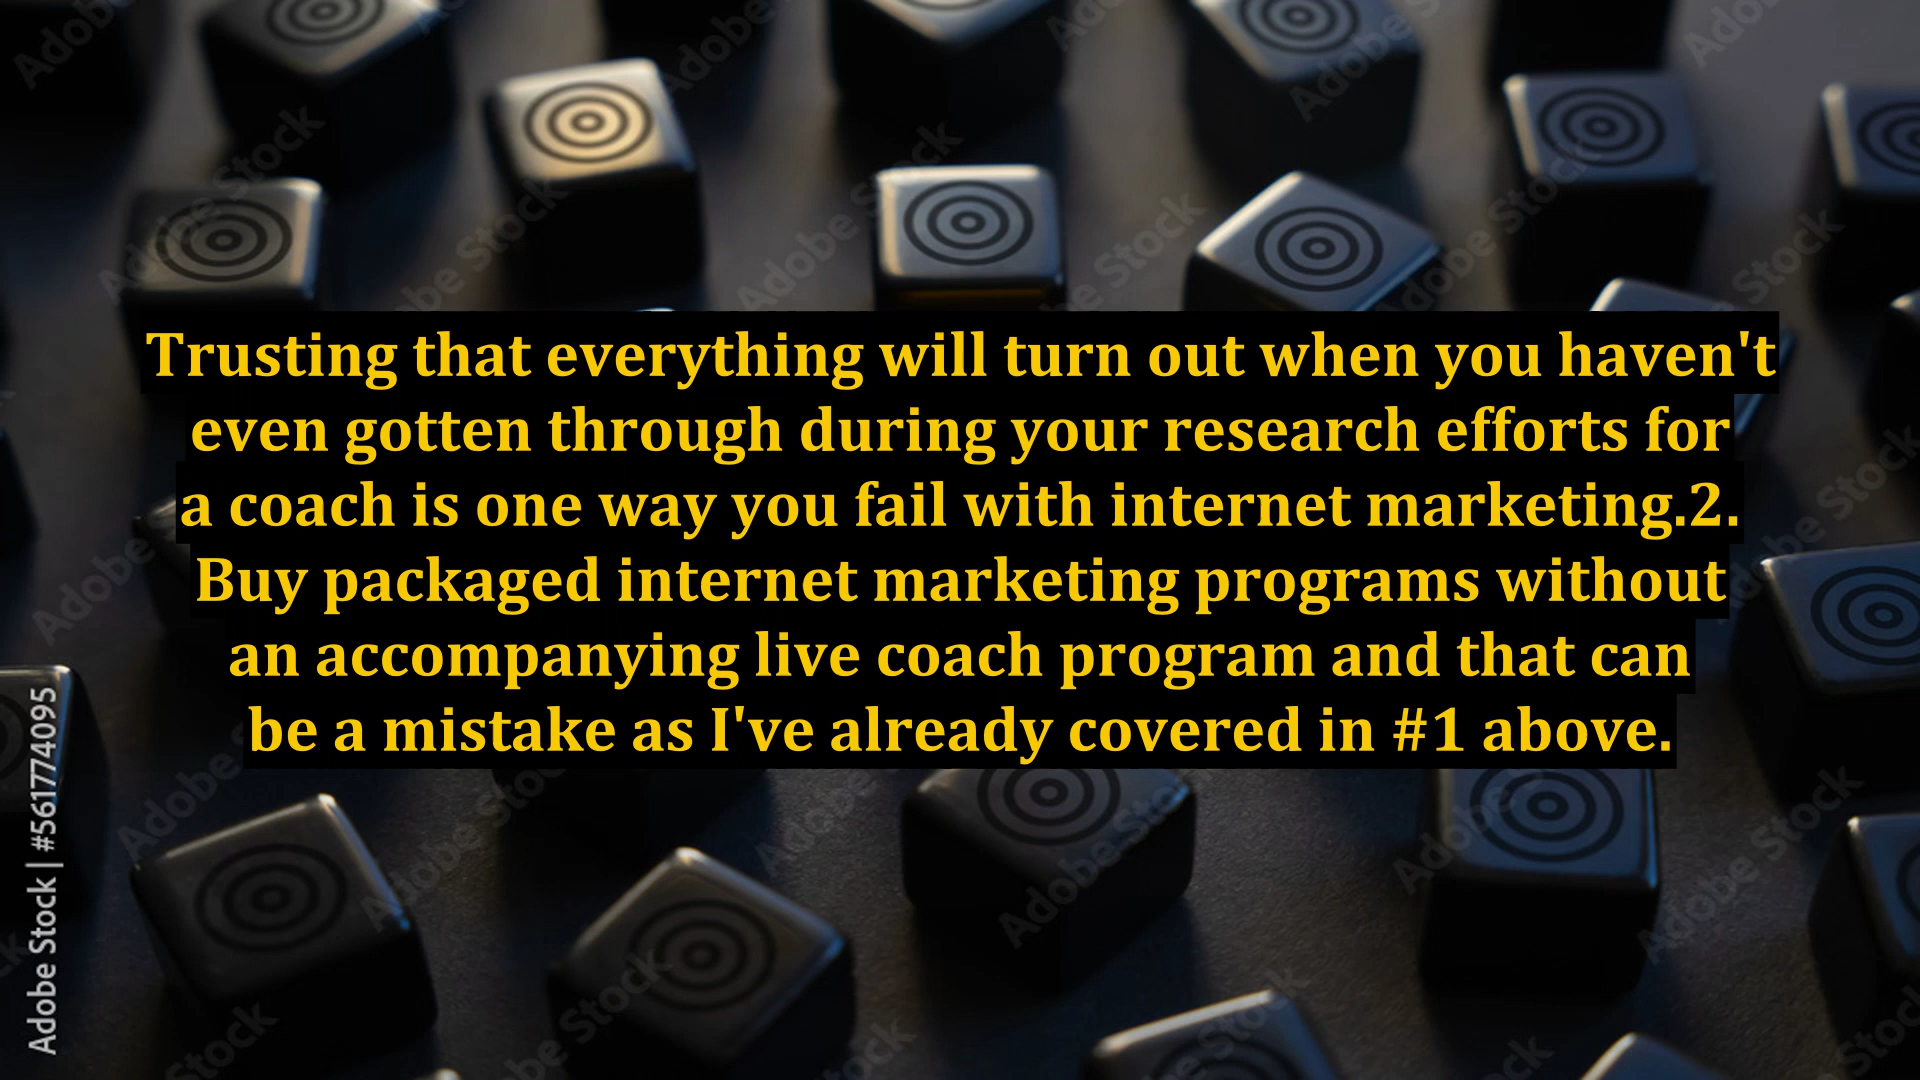 Trusting that everything will turn out when you haven't
even gotten through during your research efforts for
a coach is one way you fail with internet marketing.2.
Buy packaged internet marketing programs without
an accompanying live coach program and that can
be a mistake as I've already covered in #1 above.
Adobe Stock | #561774095
Adobe Stock